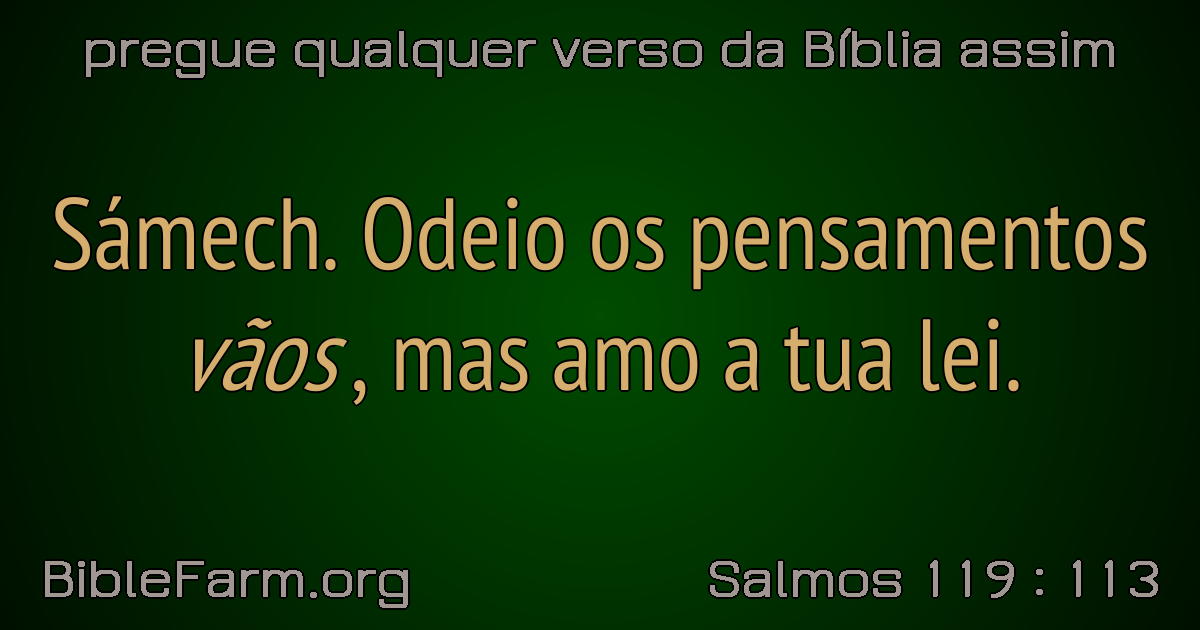 pregue qualquer verso da Bíblia assim
Sámech. Odeio os pensamentos
vãos, mas amo a tua lei.
BibleFarm.org
Salmos 119 : 113